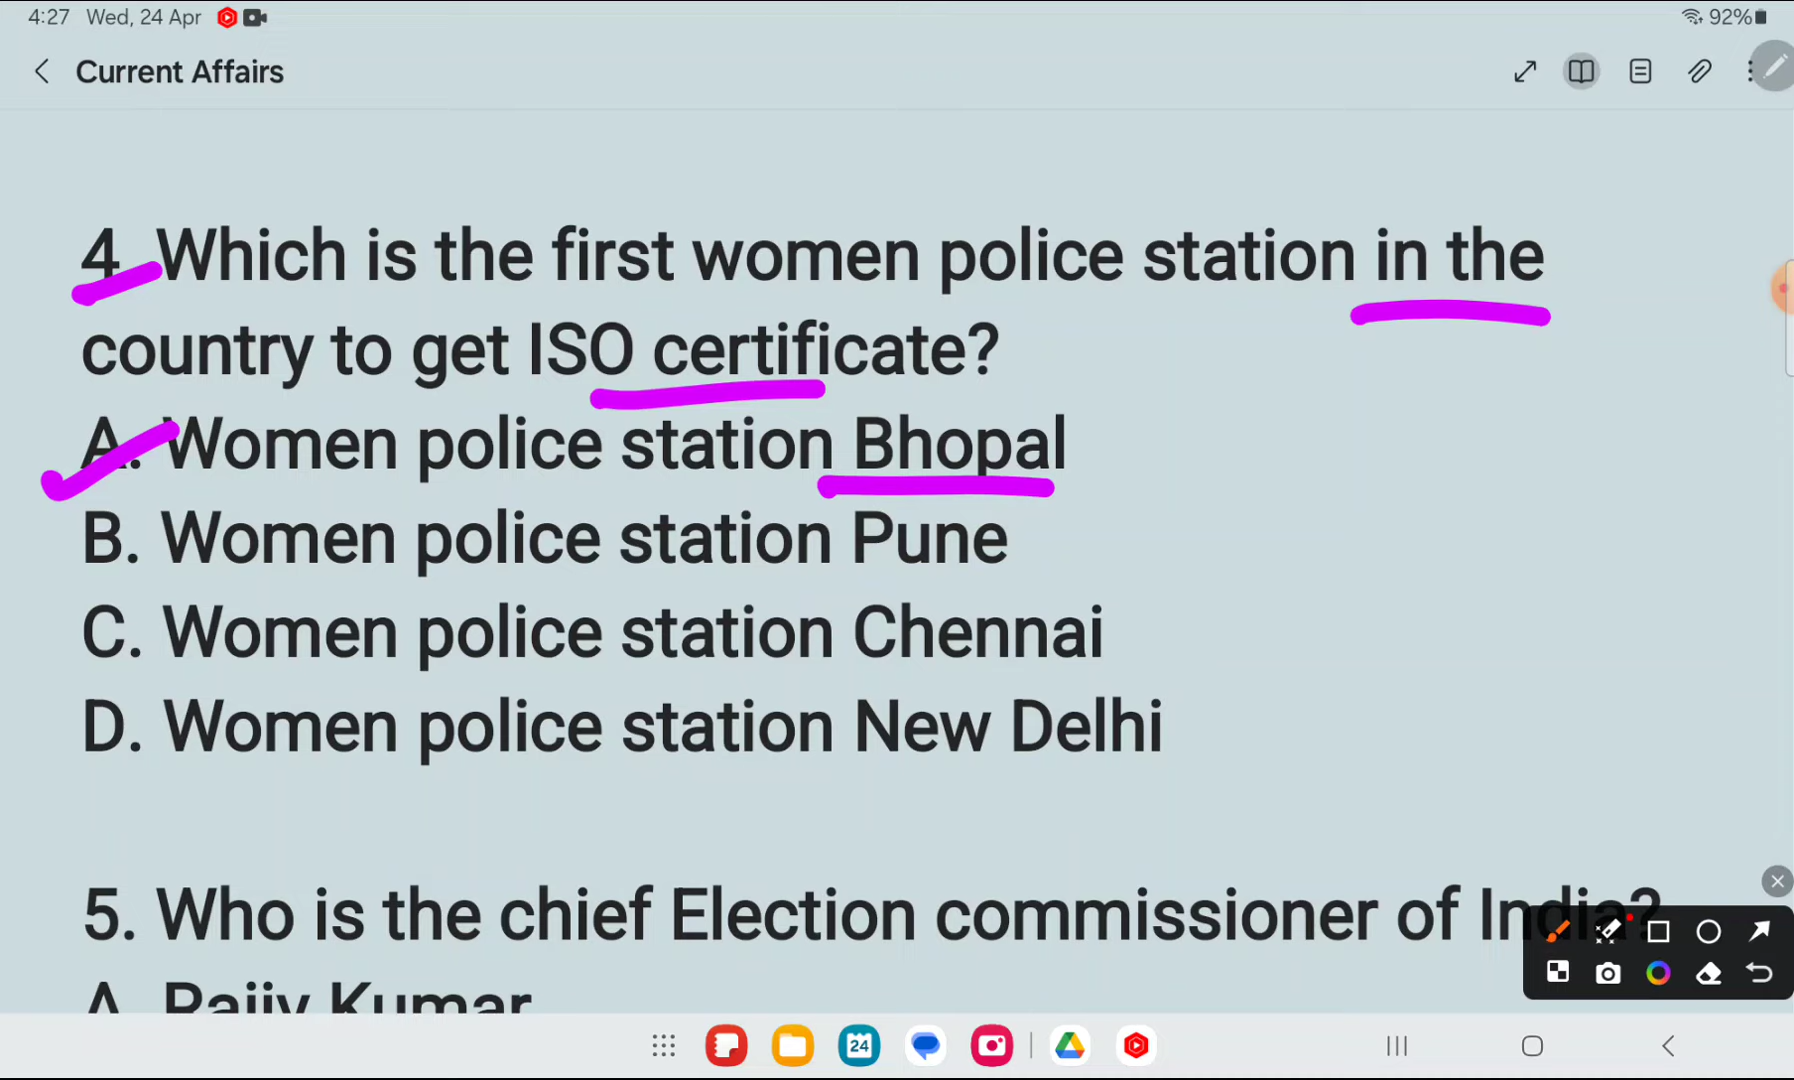 4:27 Wed, 24 Apr
92%
Current Affairs
4. Which is the first women police station in the
country to get ISO certificate?
A. Women police station Bhopal
B. Women police station Pune
C. Women police station Chennai
D. Women police station New Delhi
5. Who is the chief Election commissioner of India?
A. Rajiv Kumar
24